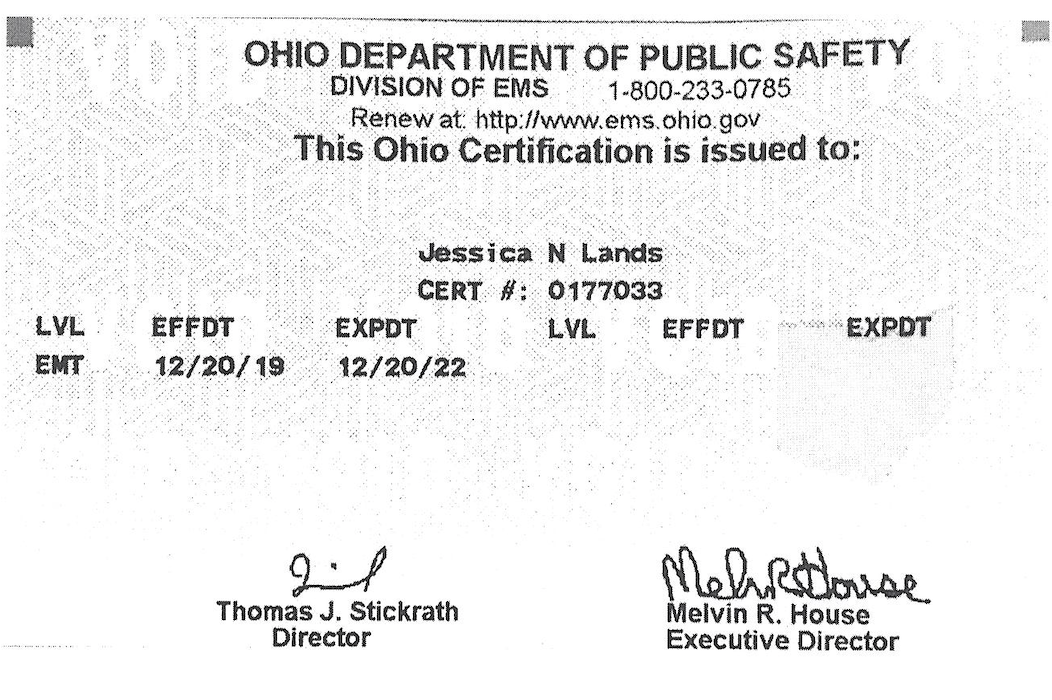 OHIO DEPARTMENT OF PUBLIC SAFETY
DIVISION OF EMS 1-800-233-0785
Renew at: http://www.ems.ohio.gov
This Ohio Certification is issued to:
Jessica N Lands
CERT #: 0177033
LVL EFFDT EXPDT LVL EFFDT EXPDT
EMT 12/20/19 12/20/22
Melvin R House
Thomas J. Stickrath Melvin R. House
Director Executive Director